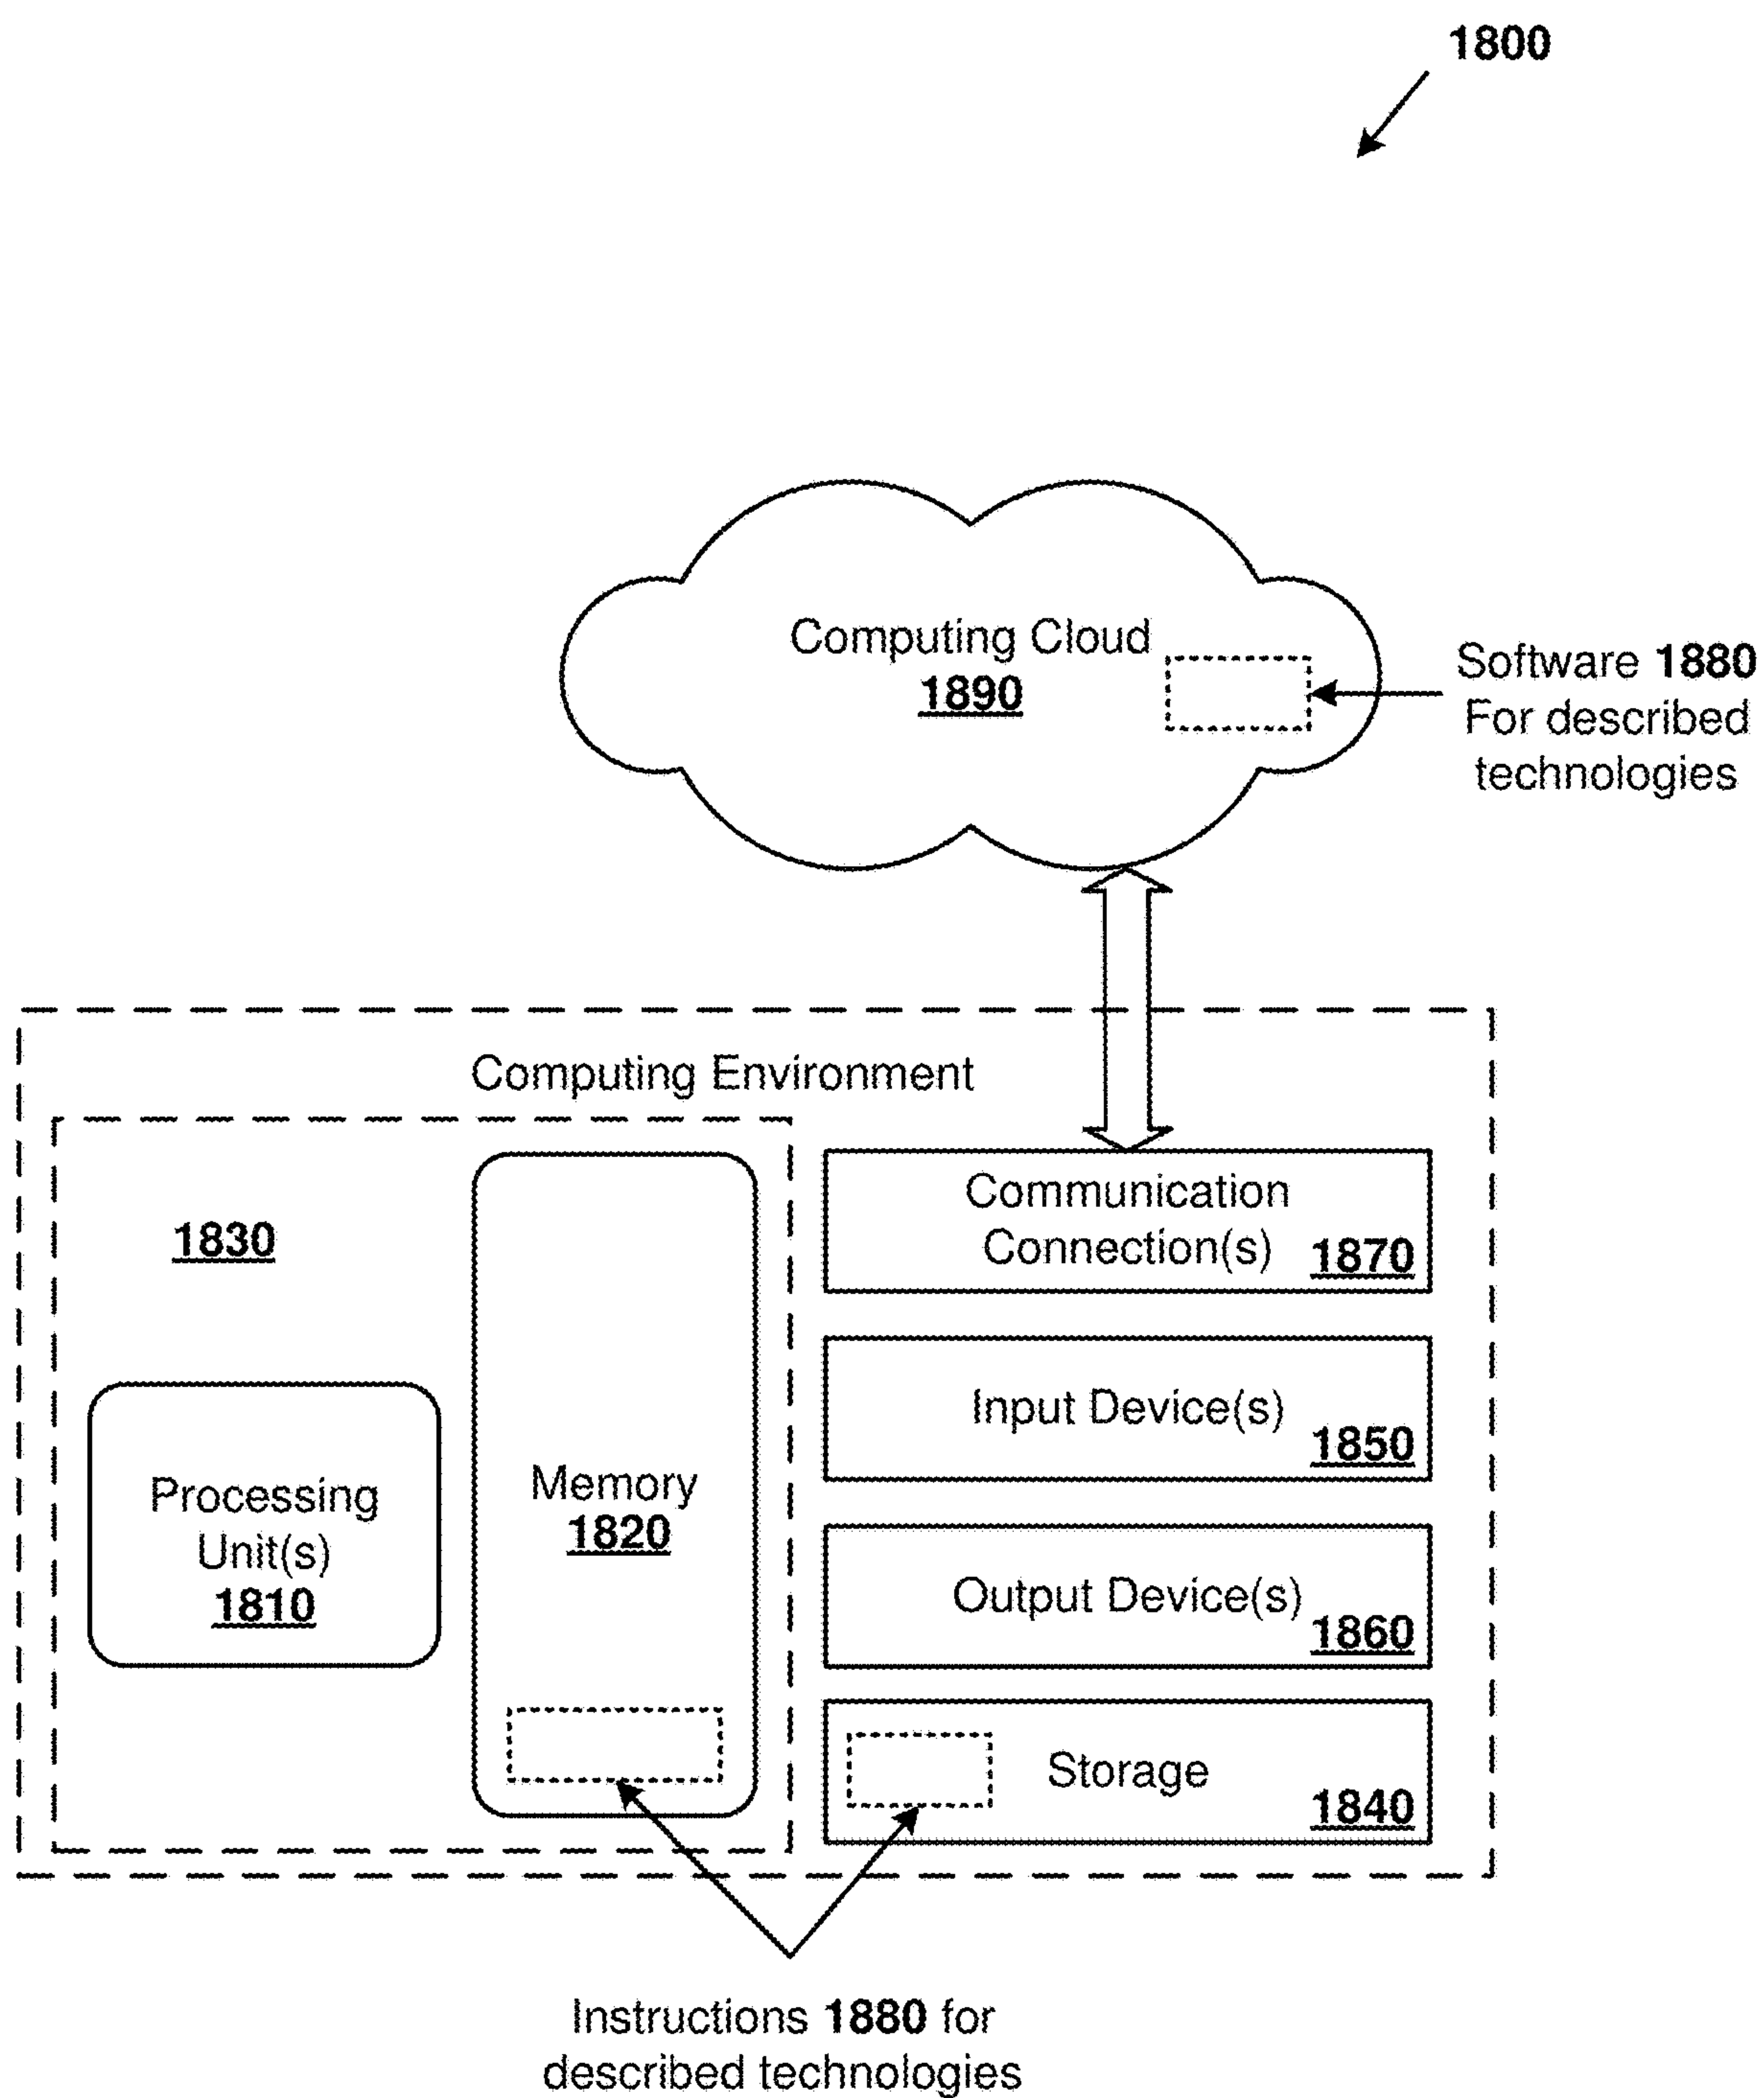 1800
Computing Cloud
1890
Software 1880
For described
technologies
Computing Environment
1830
Processing
Unit(s)
1810
Memory
1820
Communication
Connection(s)
1870
Input Device(s)
1850
Output Device(s)
1860
Storage
1840
Instructions 1880 for
described technologies